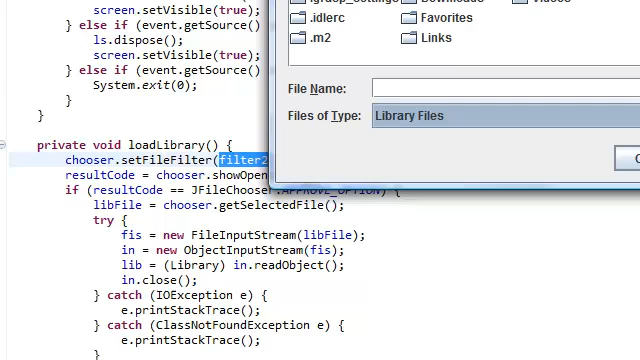 screen.setVisible(true);
} else if (event.getSource()
ls.dispose();
screen.setVisible(true);
} else if (event.getSource()
System.exit(0);
}
}
private void loadLibrary() {
chooser.setFileFilter(filter2
resultCode = chooser.showOpen
if (resultCode == JFileChooser.APPROVE_OPTION) {
libFile = chooser.getSelectedFile();
try {
fis = new FileInputStream(libFile);
in = new ObjectInputStream(fis);
lib = (Library) in.readObject();
in.close();
} catch (IOException e) {
e.printStackTrace();
} catch (ClassNotFoundException e) {
e.printStackTrace();
}
.idlerc
Favorites
.m2
Links
File Name:
Files of Type:
Library Files